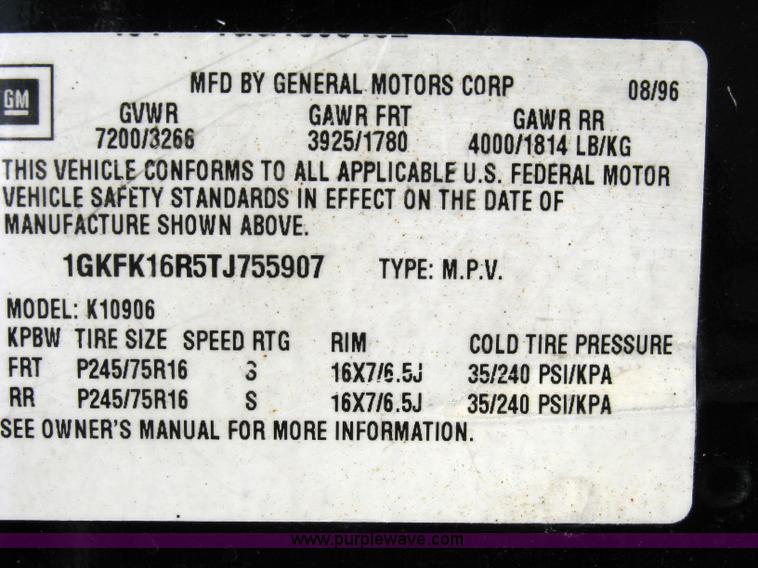 MFD BY GENERAL MOTORS CORP 08/96
GM
GVWR GAWR FRT GAWR RR
7200/3266 3925/1780 4000/1814 LB/KG
THIS VEHICLE CONFORMS TO ALL APPLICABLE U.S. FEDERAL MOTOR
VEHICLE SAFETY STANDARDS IN EFFECT ON THE DATE OF
MANUFACTURE SHOWN ABOVE.
1GKFK16R5TJ755907 TYPE: M.P.V.
MODEL: K10906
KPBW TIRE SIZE SPEED RTG RIM COLD TIRE PRESSURE
FRT P245/75R16 S 16X7/6.5J 35/240 PSI/KPA
RR P245/75R16 S 16X7/6.5J 35/240 PSI/KPA
SEE OWNER'S MANUAL FOR MORE INFORMATION.
www.purplewave.com